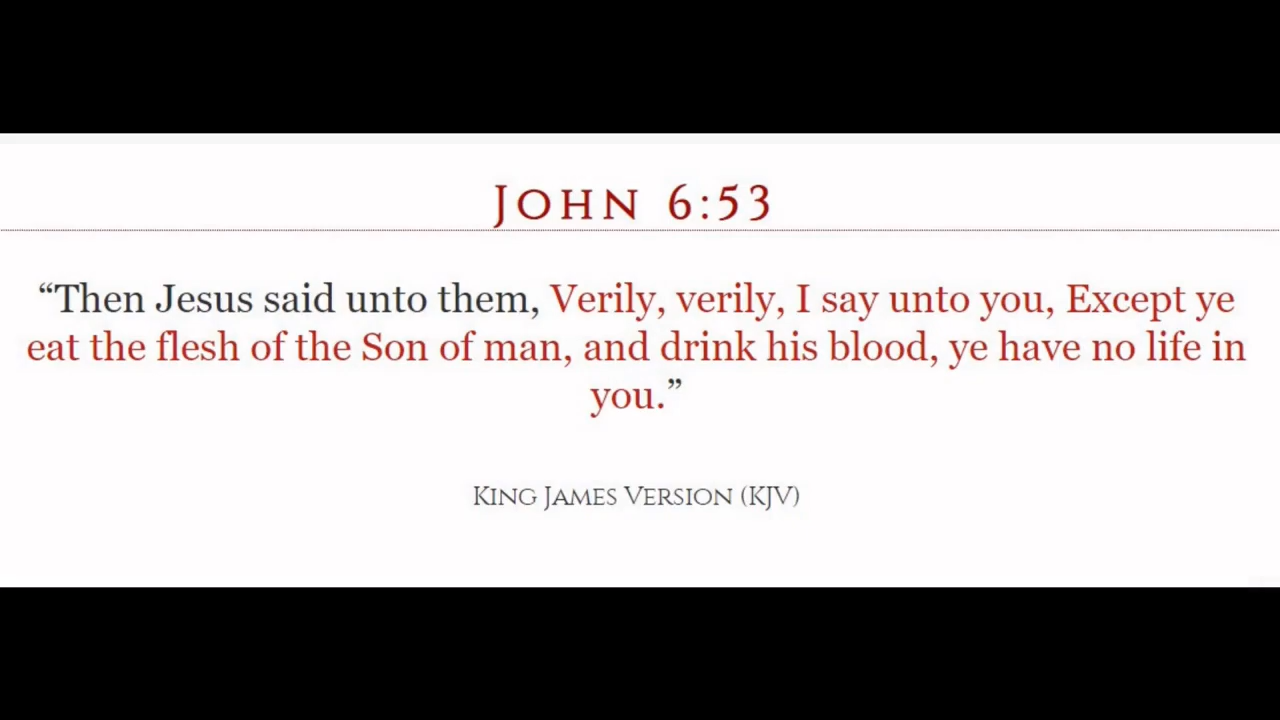 John 6:53
“Then Jesus said unto them, Verily, verily, I say unto you, Except ye
eat the flesh of the Son of man, and drink his blood, ye have no life in
you.”
King James Version (KJV)